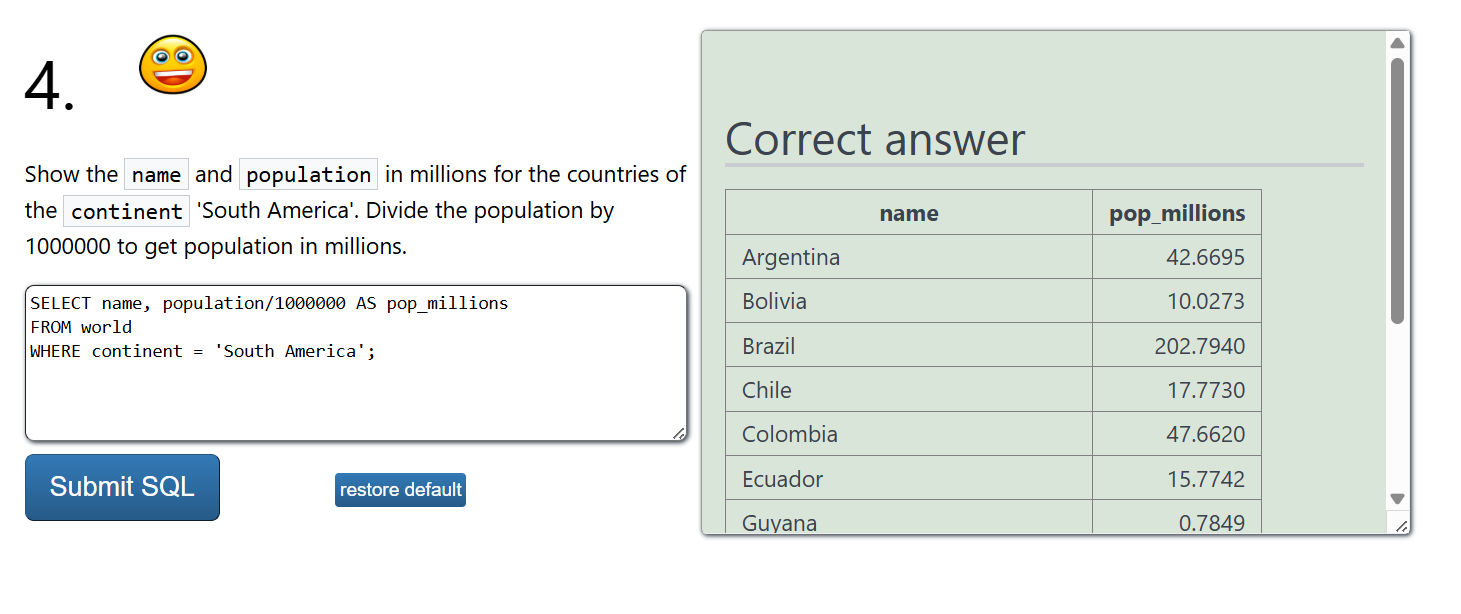 4.
Show the name and population in millions for the countries of
the continent 'South America'. Divide the population by
1000000 to get population in millions.
SELECT name, population/1000000 AS pop_millions
FROM world
WHERE continent = 'South America';
Submit SQL
restore default
Correct answer
name pop_millions
Argentina 42.6695
Bolivia 10.0273
Brazil 202.7940
Chile 17.7730
Colombia 47.6620
Ecuador 15.7742
Guyana 0.7849